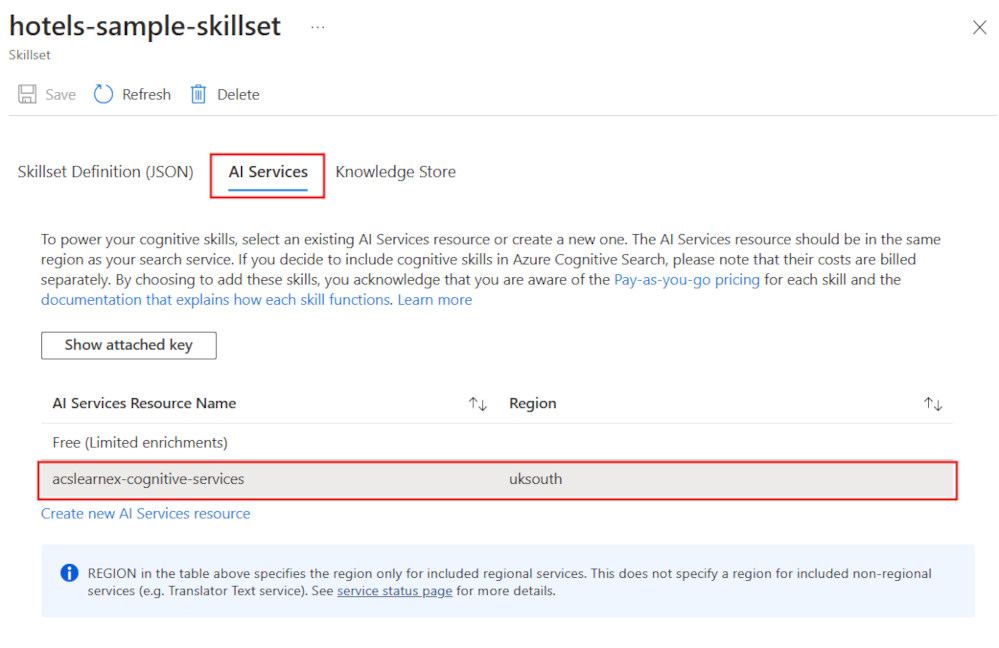 hotels-sample-skillset ...
Skillset
Save Refresh Delete
Skillset Definition (JSON) AI Services Knowledge Store
To power your cognitive skills, select an existing AI Services resource or create a new one. The AI Services resource should be in the same
region as your search service. If you decide to include cognitive skills in Azure Cognitive Search, please note that their costs are billed
separately. By choosing to add these skills, you acknowledge that you are aware of the Pay-as-you-go pricing for each skill and the
documentation that explains how each skill functions. Learn more
Show attached key
AI Services Resource Name Region
Free (Limited enrichments)
acslearnex-cognitive-services uksouth
Create new AI Services resource
REGION in the table above specifies the region only for included regional services. This does not specify a region for included non-regional
services (e.g. Translator Text service). See service status page for more details.